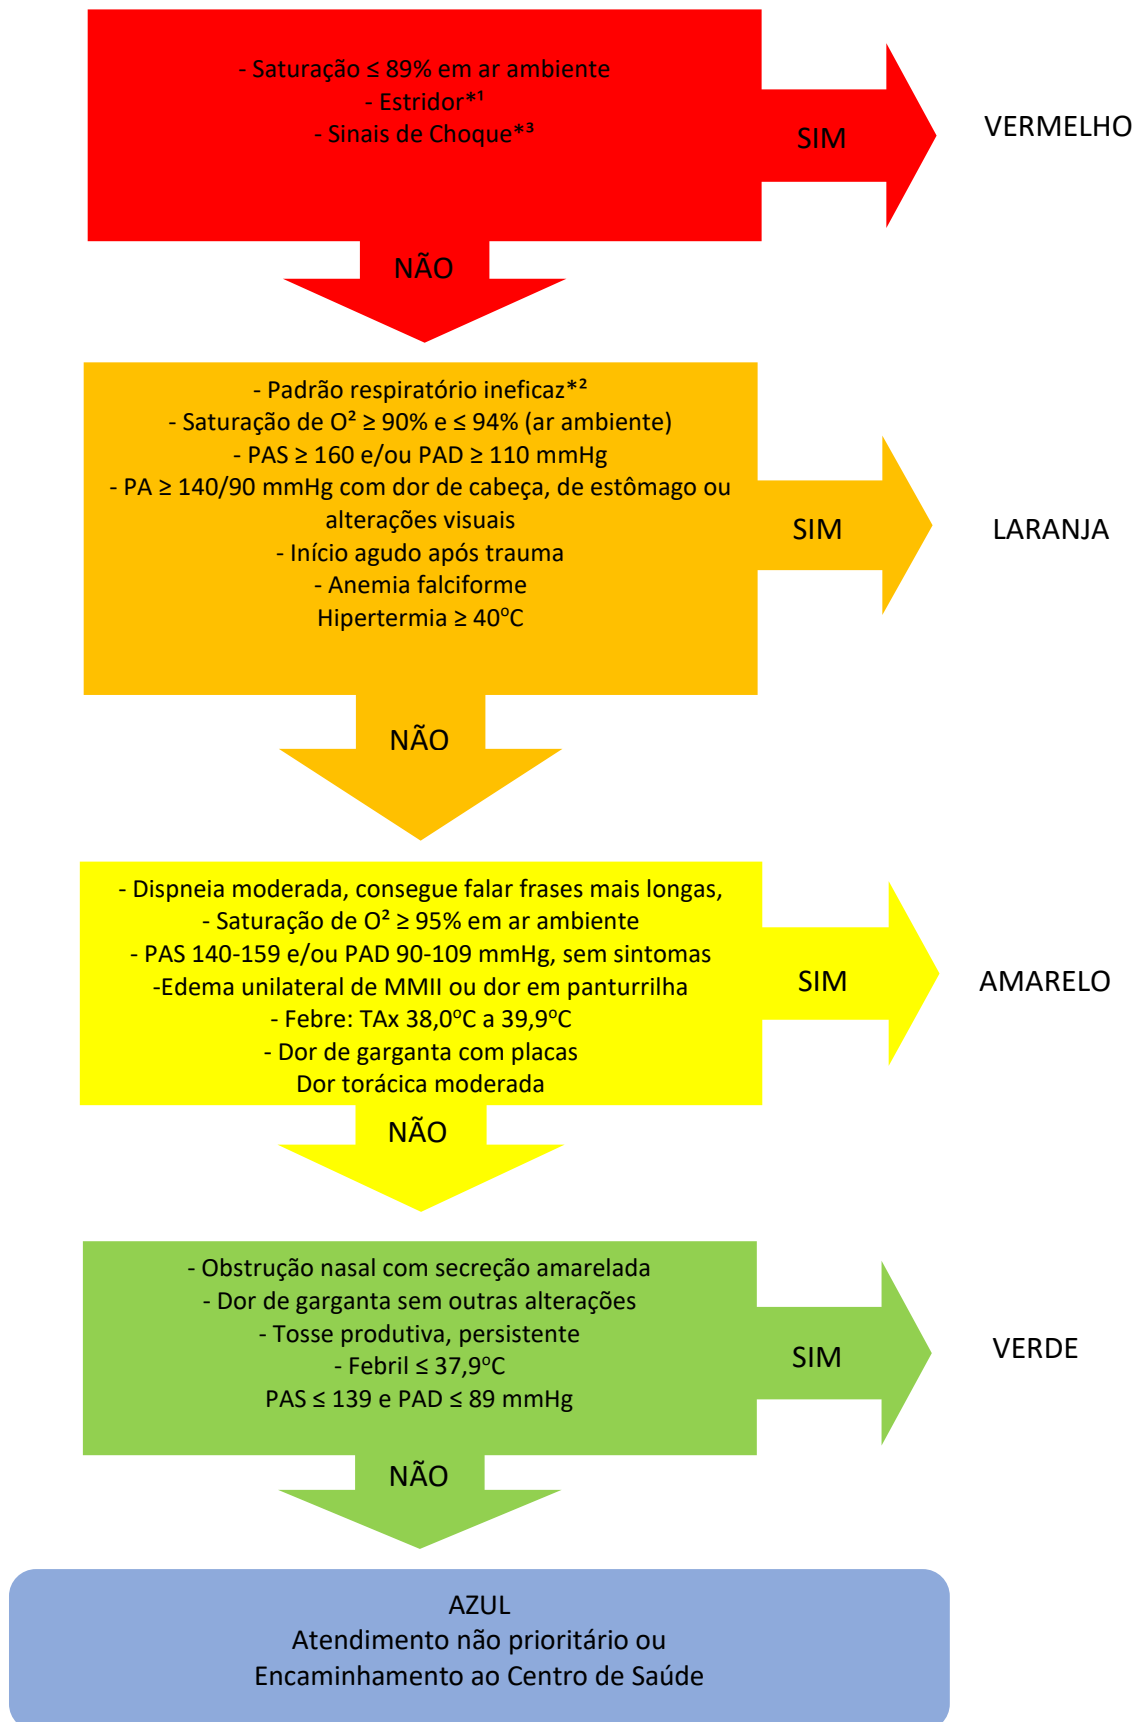 - Saturação ≤ 89% em ar ambiente
- Estridor*¹
- Sinais de Choque*³
SIM
VERMELHO
NÃO
- Padrão respiratório ineficaz*²
- Saturação de O² ≥ 90% e ≤ 94% (ar ambiente)
- PAS ≥ 160 e/ou PAD ≥ 110 mmHg
- PA ≥ 140/90 mmHg com dor de cabeça, de estômago ou
alterações visuais
- Início agudo após trauma
- Anemia falciforme
Hipertermia ≥ 40ºC
SIM
LARANJA
NÃO
- Dispneia moderada, consegue falar frases mais longas,
- Saturação de O² ≥ 95% em ar ambiente
- PAS 140-159 e/ou PAD 90-109 mmHg, sem sintomas
-Edema unilateral de MMII ou dor em panturrilha
- Febre: TAx 38,0ºC a 39,9ºC
- Dor de garganta com placas
Dor torácica moderada
SIM
AMARELO
NÃO
- Obstrução nasal com secreção amarelada
- Dor de garganta sem outras alterações
- Tosse produtiva, persistente
- Febril ≤ 37,9ºC
PAS ≤ 139 e PAD ≤ 89 mmHg
SIM
VERDE
NÃO
AZUL
Atendimento não prioritário ou
Encaminhamento ao Centro de Saúde